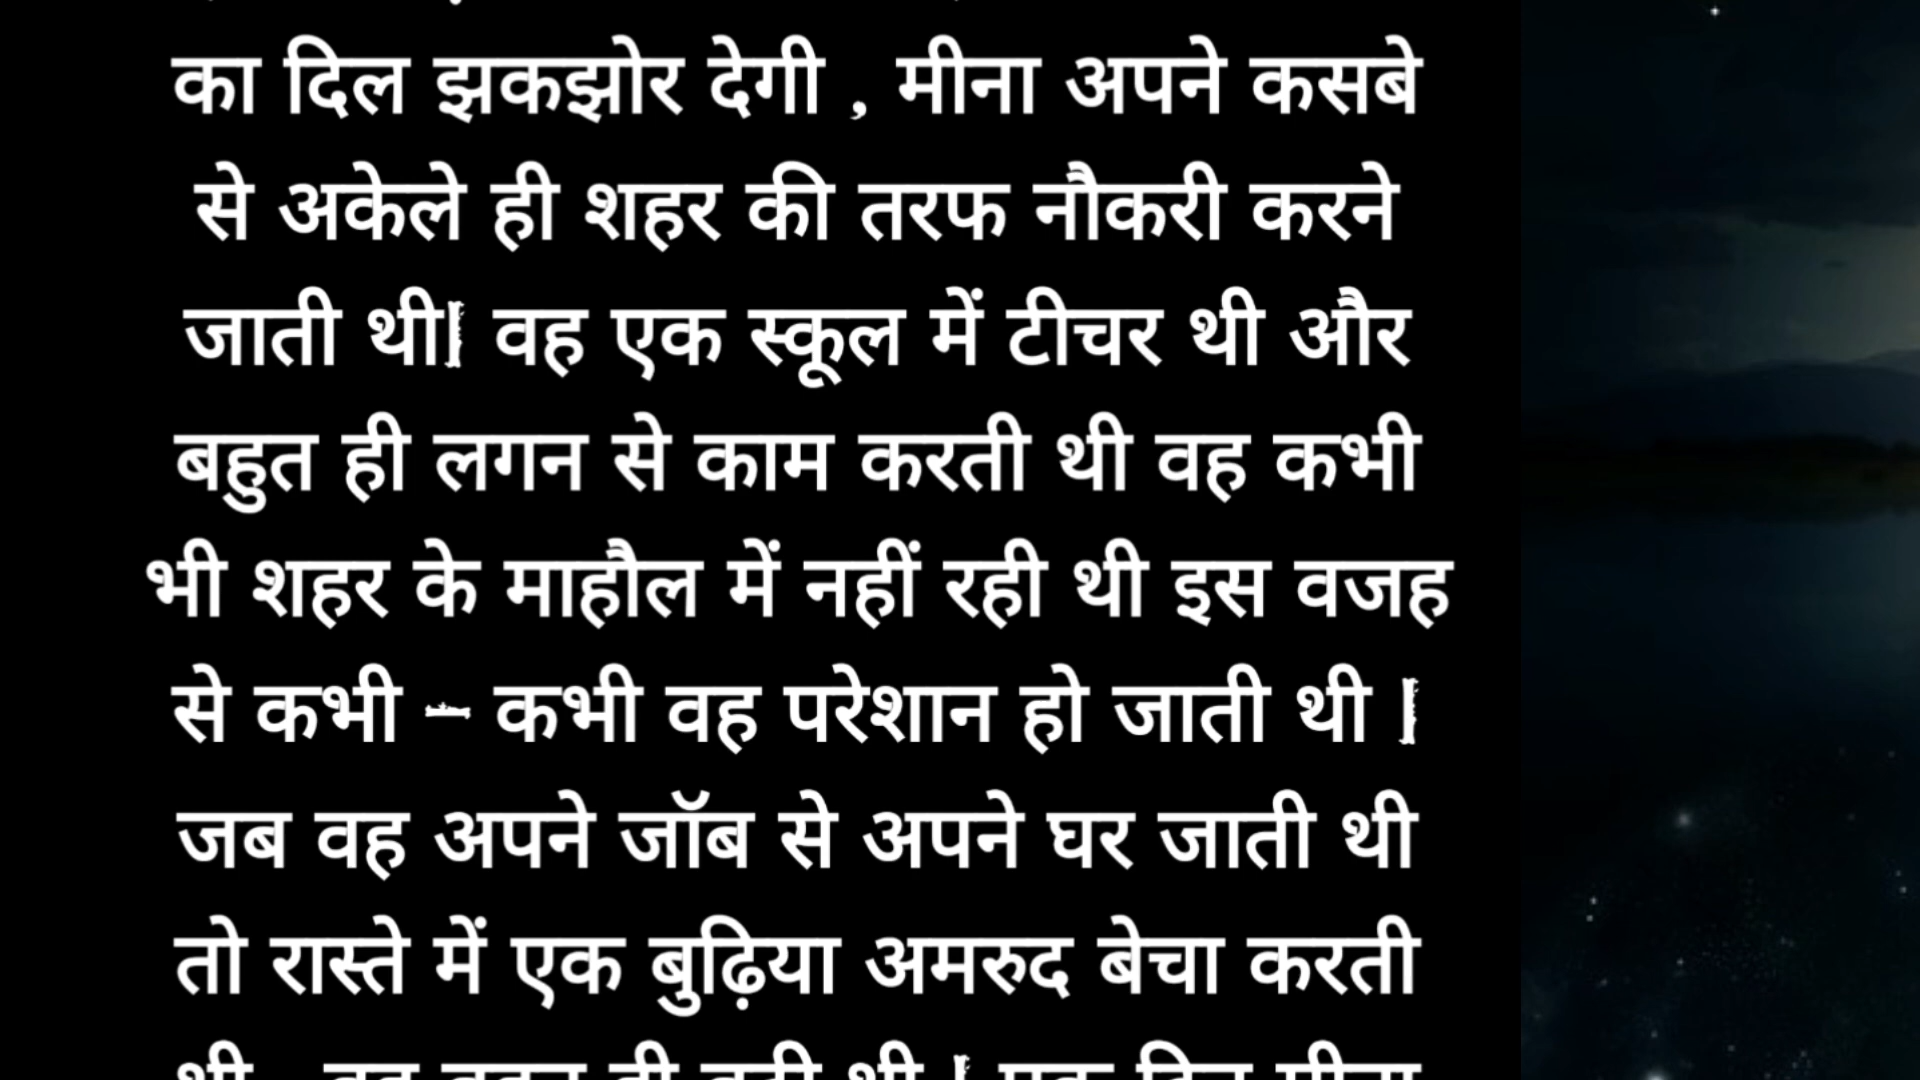 का दिल झकझोर देगी , मीना अपने कसबे
से अकेले ही शहर की तरफ नौकरी करने
जाती थी| वह एक स्कूल में टीचर थी और
बहुत ही लगन से काम करती थी वह कभी
भी शहर के माहौल में नहीं रही थी इस वजह
से कभी - कभी वह परेशान हो जाती थी |
जब वह अपने जॉब से अपने घर जाती थी
तो रास्ते में एक बुढ़िया अमरुद बेचा करती